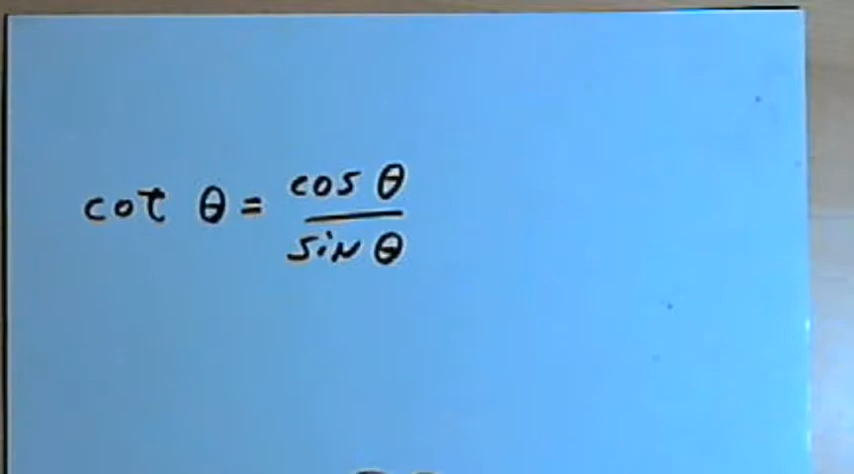 cot θ = cos θ / sin θ